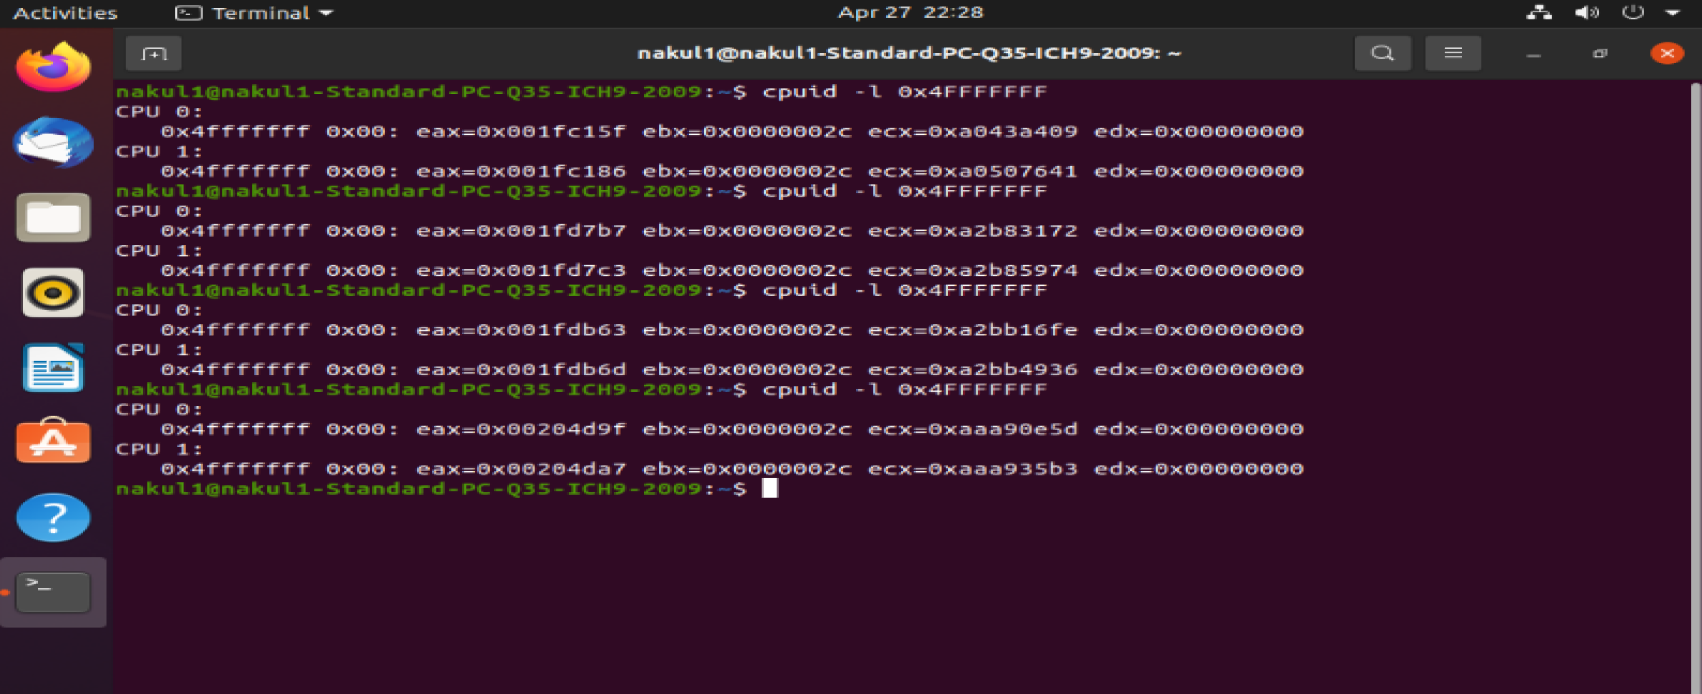 Activities
Terminal
Apr 27 22:28
nakul1@nakul1-Standard-PC-Q35-ICH9-2009: ~
nakul1@nakul1-Standard-PC-Q35-ICH9-2009:~$ cpuid -l 0x4FFFFFFF
CPU 0:
0x4fffffff 0x00: eax=0x001fc15f ebx=0x0000002c ecx=0xa043a409 edx=0x00000000
CPU 1:
0x4fffffff 0x00: eax=0x001fc186 ebx=0x0000002c ecx=0xa0507641 edx=0x00000000
nakul1@nakul1-Standard-PC-Q35-ICH9-2009:~$ cpuid -l 0x4FFFFFFF
CPU 0:
0x4fffffff 0x00: eax=0x001fd7b7 ebx=0x0000002c ecx=0xa2b83172 edx=0x00000000
CPU 1:
0x4fffffff 0x00: eax=0x001fd7c3 ebx=0x0000002c ecx=0xa2b85974 edx=0x00000000
nakul1@nakul1-Standard-PC-Q35-ICH9-2009:~$ cpuid -l 0x4FFFFFFF
CPU 0:
0x4fffffff 0x00: eax=0x001fdb63 ebx=0x0000002c ecx=0xa2bb16fe edx=0x00000000
CPU 1:
0x4fffffff 0x00: eax=0x001fdb6d ebx=0x0000002c ecx=0xa2bb4936 edx=0x00000000
nakul1@nakul1-Standard-PC-Q35-ICH9-2009:~$ cpuid -l 0x4FFFFFFF
CPU 0:
0x4fffffff 0x00: eax=0x00204d9f ebx=0x0000002c ecx=0xaaa90e5d edx=0x00000000
CPU 1:
0x4fffffff 0x00: eax=0x00204da7 ebx=0x0000002c ecx=0xaaa935b3 edx=0x00000000
nakul1@nakul1-Standard-PC-Q35-ICH9-2009:~$